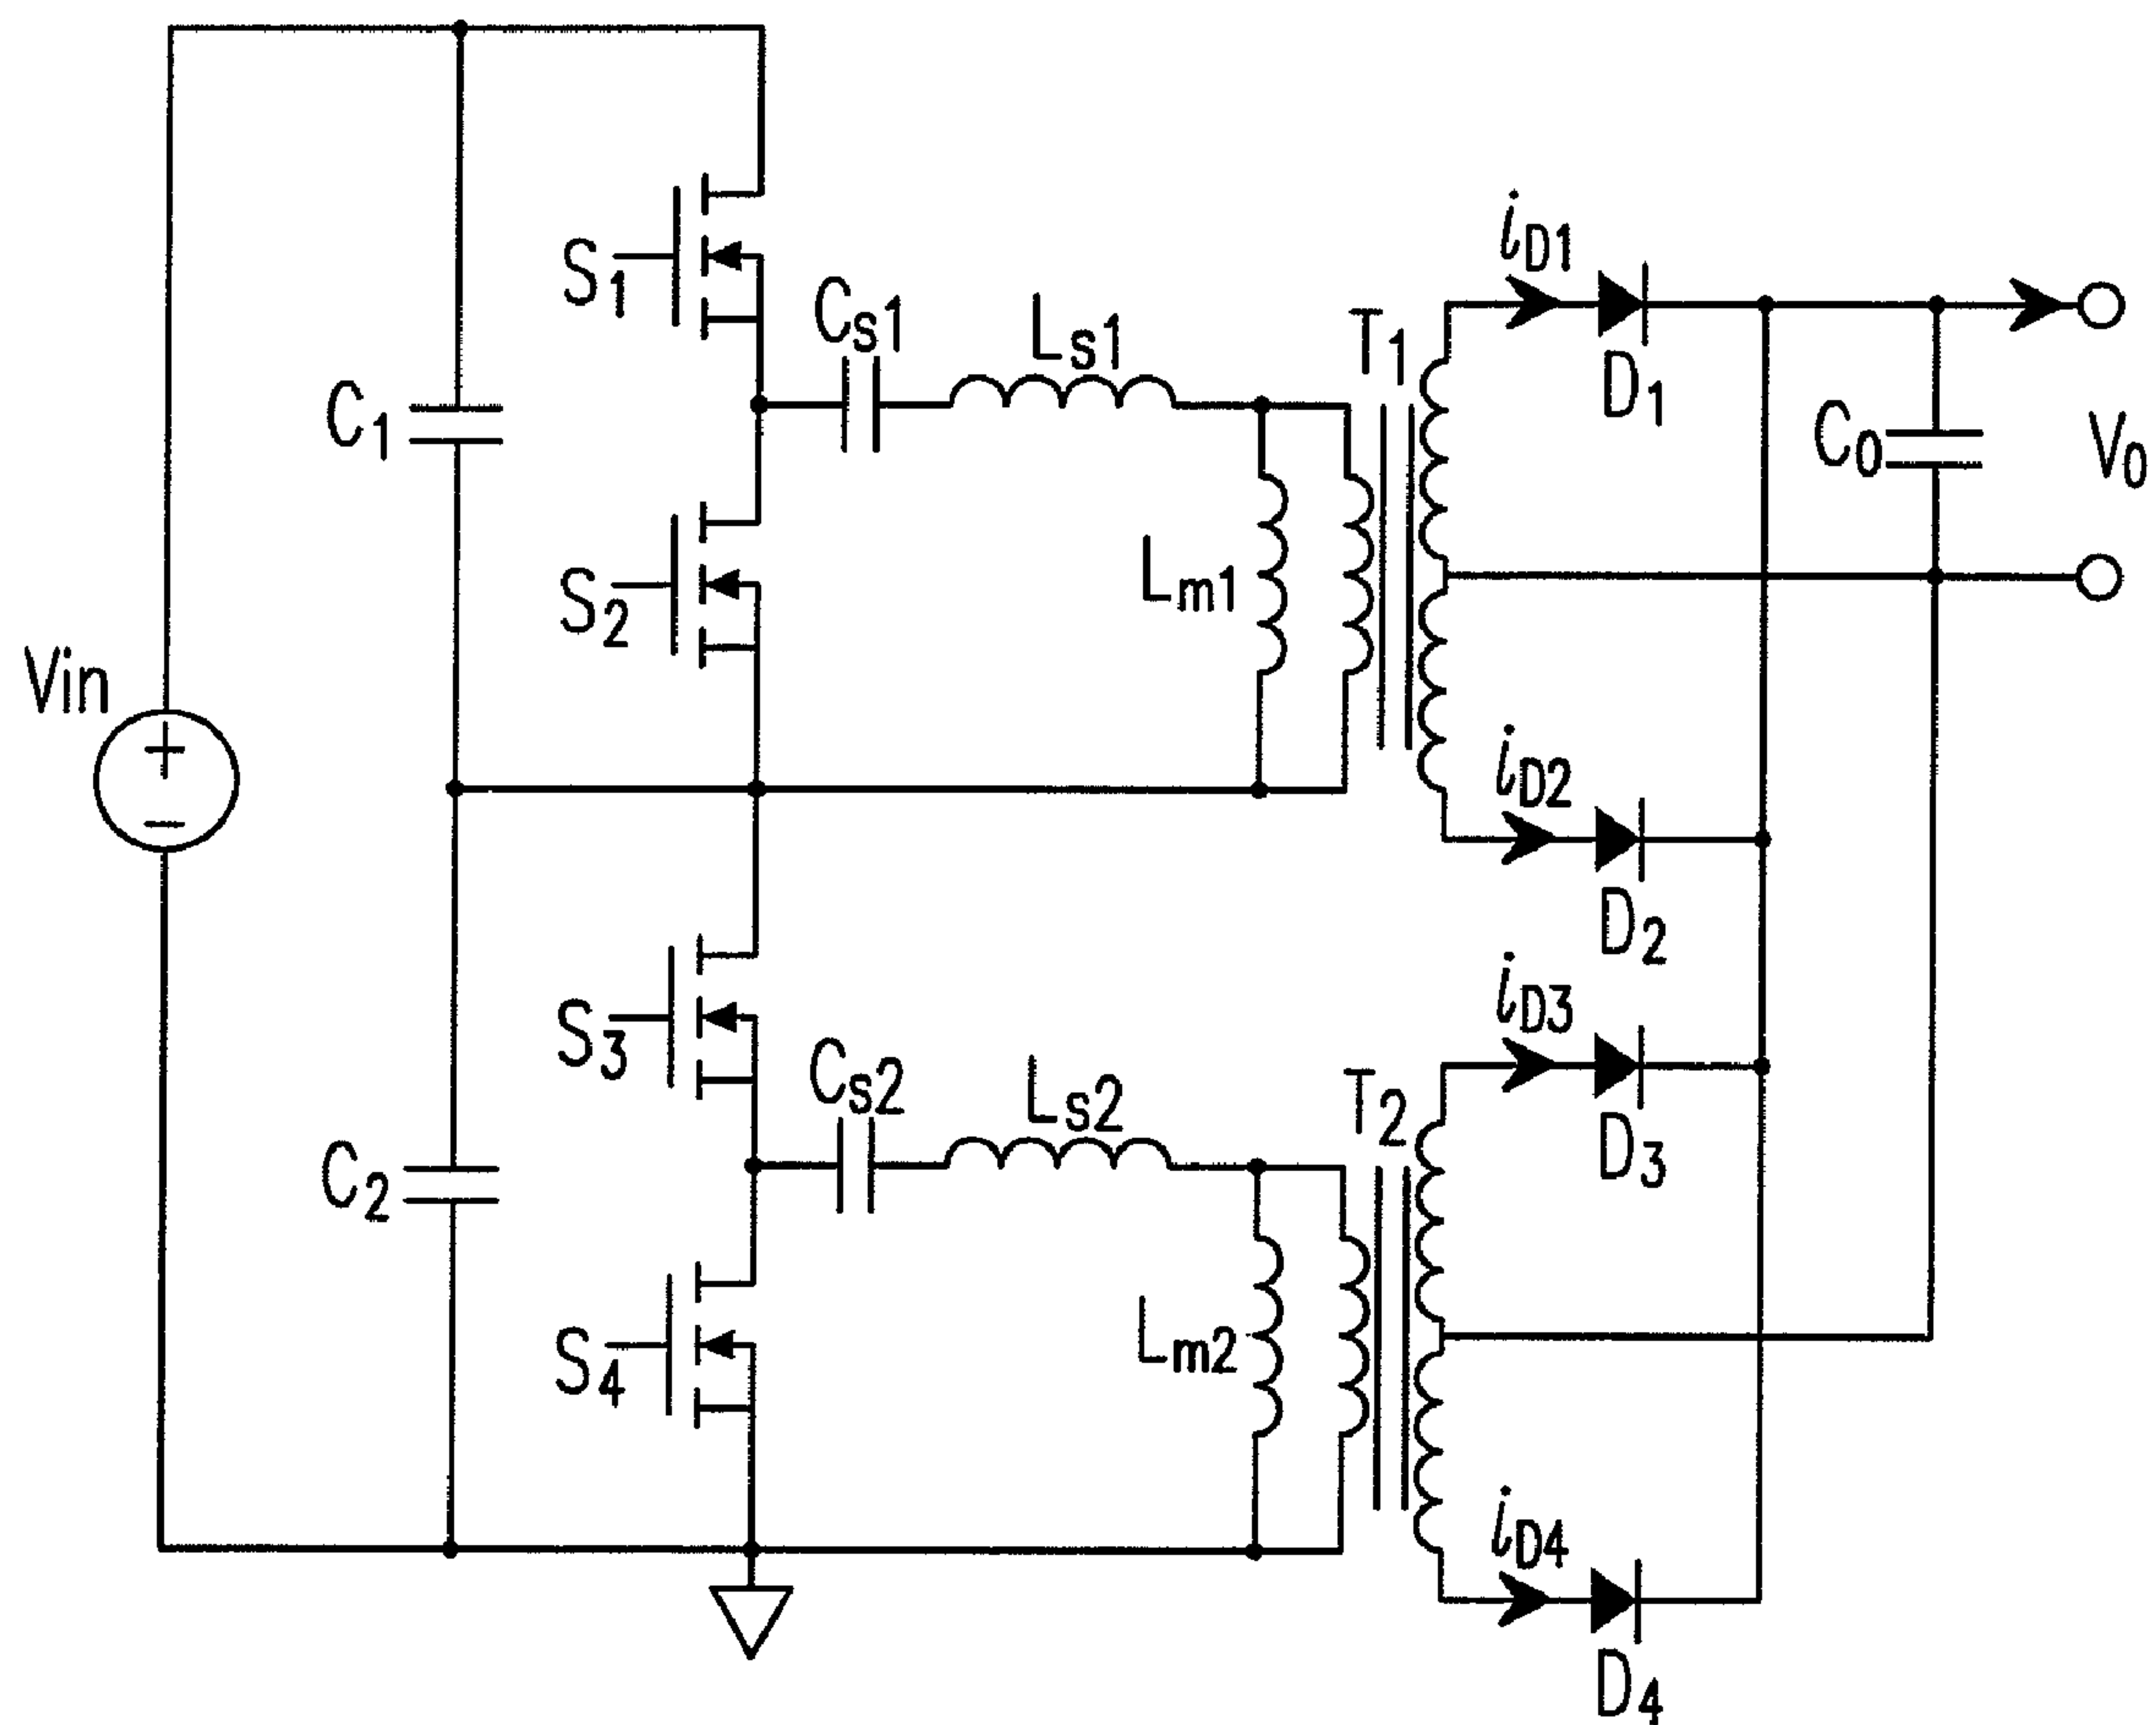 Vin
+
−
C1
C2
S1
S2
S3
S4
Cs1
Ls1
Lm1
T1
iD1
D1
iD2
D2
C0
V0
Cs2
Ls2
Lm2
T2
iD3
D3
iD4
D4